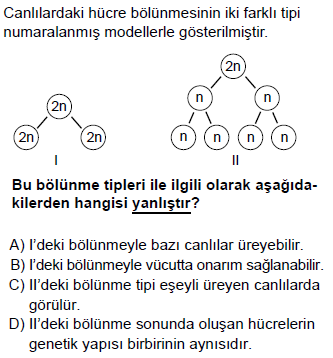 Canlılardaki hücre bölünmesinin iki farklı tipi
numaralanmış modellerle gösterilmiştir.
2n
2n 2n
I
2n
n n
n n n n
II
Bu bölünme tipleri ile ilgili olarak aşağıda-
kilerden hangisi yanlıştır?
A) I'deki bölünmeyle bazı canlılar üreyebilir.
B) I'deki bölünmeyle vücutta onarım sağlanabilir.
C) II'deki bölünme tipi eşeyli üreyen canlılarda
görülür.
D) II'deki bölünme sonunda oluşan hücrelerin
genetik yapısı birbirinin aynısıdır.